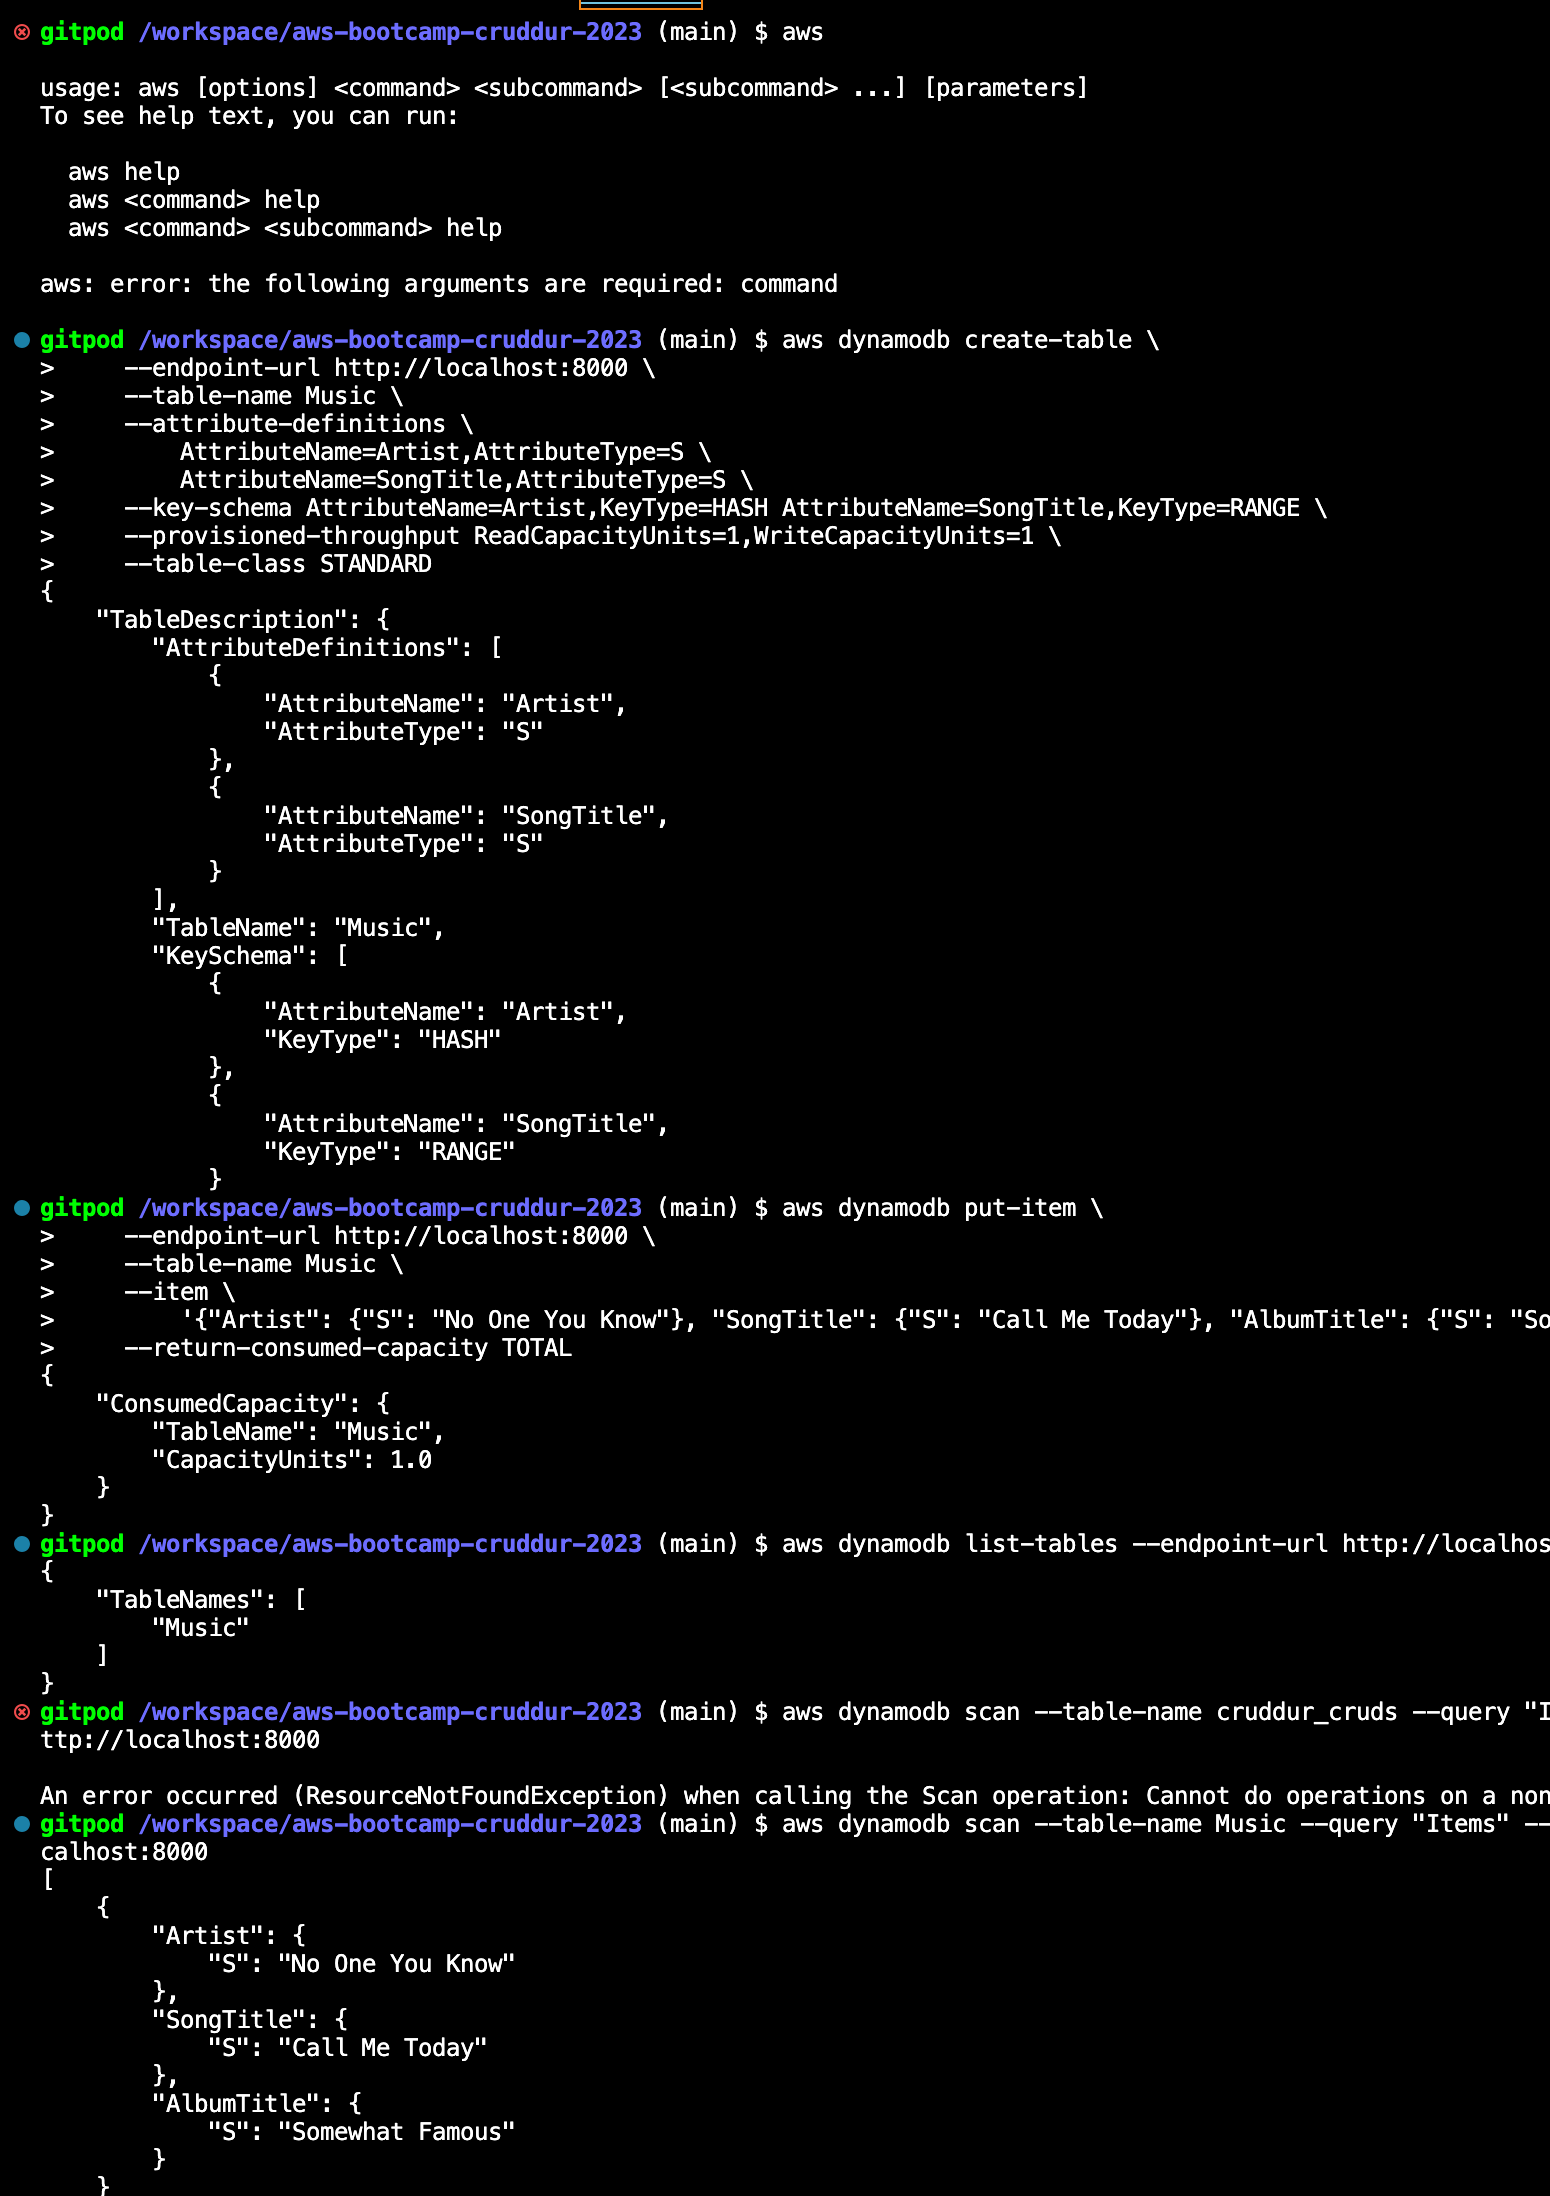 gitpod /workspace/aws-bootcamp-cruddur-2023 (main) $ aws
usage: aws [options] <command> <subcommand> [<subcommand> ...] [parameters]
To see help text, you can run:
  aws help
  aws <command> help
  aws <command> <subcommand> help
aws: error: the following arguments are required: command
gitpod /workspace/aws-bootcamp-cruddur-2023 (main) $ aws dynamodb create-table \
>     --endpoint-url http://localhost:8000 \
>     --table-name Music \
>     --attribute-definitions \
>         AttributeName=Artist,AttributeType=S \
>         AttributeName=SongTitle,AttributeType=S \
>     --key-schema AttributeName=Artist,KeyType=HASH AttributeName=SongTitle,KeyType=RANGE \
>     --provisioned-throughput ReadCapacityUnits=1,WriteCapacityUnits=1 \
>     --table-class STANDARD
{
    "TableDescription": {
        "AttributeDefinitions": [
            {
                "AttributeName": "Artist",
                "AttributeType": "S"
            },
            {
                "AttributeName": "SongTitle",
                "AttributeType": "S"
            }
        ],
        "TableName": "Music",
        "KeySchema": [
            {
                "AttributeName": "Artist",
                "KeyType": "HASH"
            },
            {
                "AttributeName": "SongTitle",
                "KeyType": "RANGE"
            }
gitpod /workspace/aws-bootcamp-cruddur-2023 (main) $ aws dynamodb put-item \
>     --endpoint-url http://localhost:8000 \
>     --table-name Music \
>     --item \
>         '{"Artist": {"S": "No One You Know"}, "SongTitle": {"S": "Call Me Today"}, "AlbumTitle": {"S": "So
>     --return-consumed-capacity TOTAL
{
    "ConsumedCapacity": {
        "TableName": "Music",
        "CapacityUnits": 1.0
    }
}
gitpod /workspace/aws-bootcamp-cruddur-2023 (main) $ aws dynamodb list-tables --endpoint-url http://localhos
{
    "TableNames": [
        "Music"
    ]
}
gitpod /workspace/aws-bootcamp-cruddur-2023 (main) $ aws dynamodb scan --table-name cruddur_cruds --query "I
ttp://localhost:8000
An error occurred (ResourceNotFoundException) when calling the Scan operation: Cannot do operations on a non
gitpod /workspace/aws-bootcamp-cruddur-2023 (main) $ aws dynamodb scan --table-name Music --query "Items" --
calhost:8000
[
    {
        "Artist": {
            "S": "No One You Know"
        },
        "SongTitle": {
            "S": "Call Me Today"
        },
        "AlbumTitle": {
            "S": "Somewhat Famous"
        }
    }